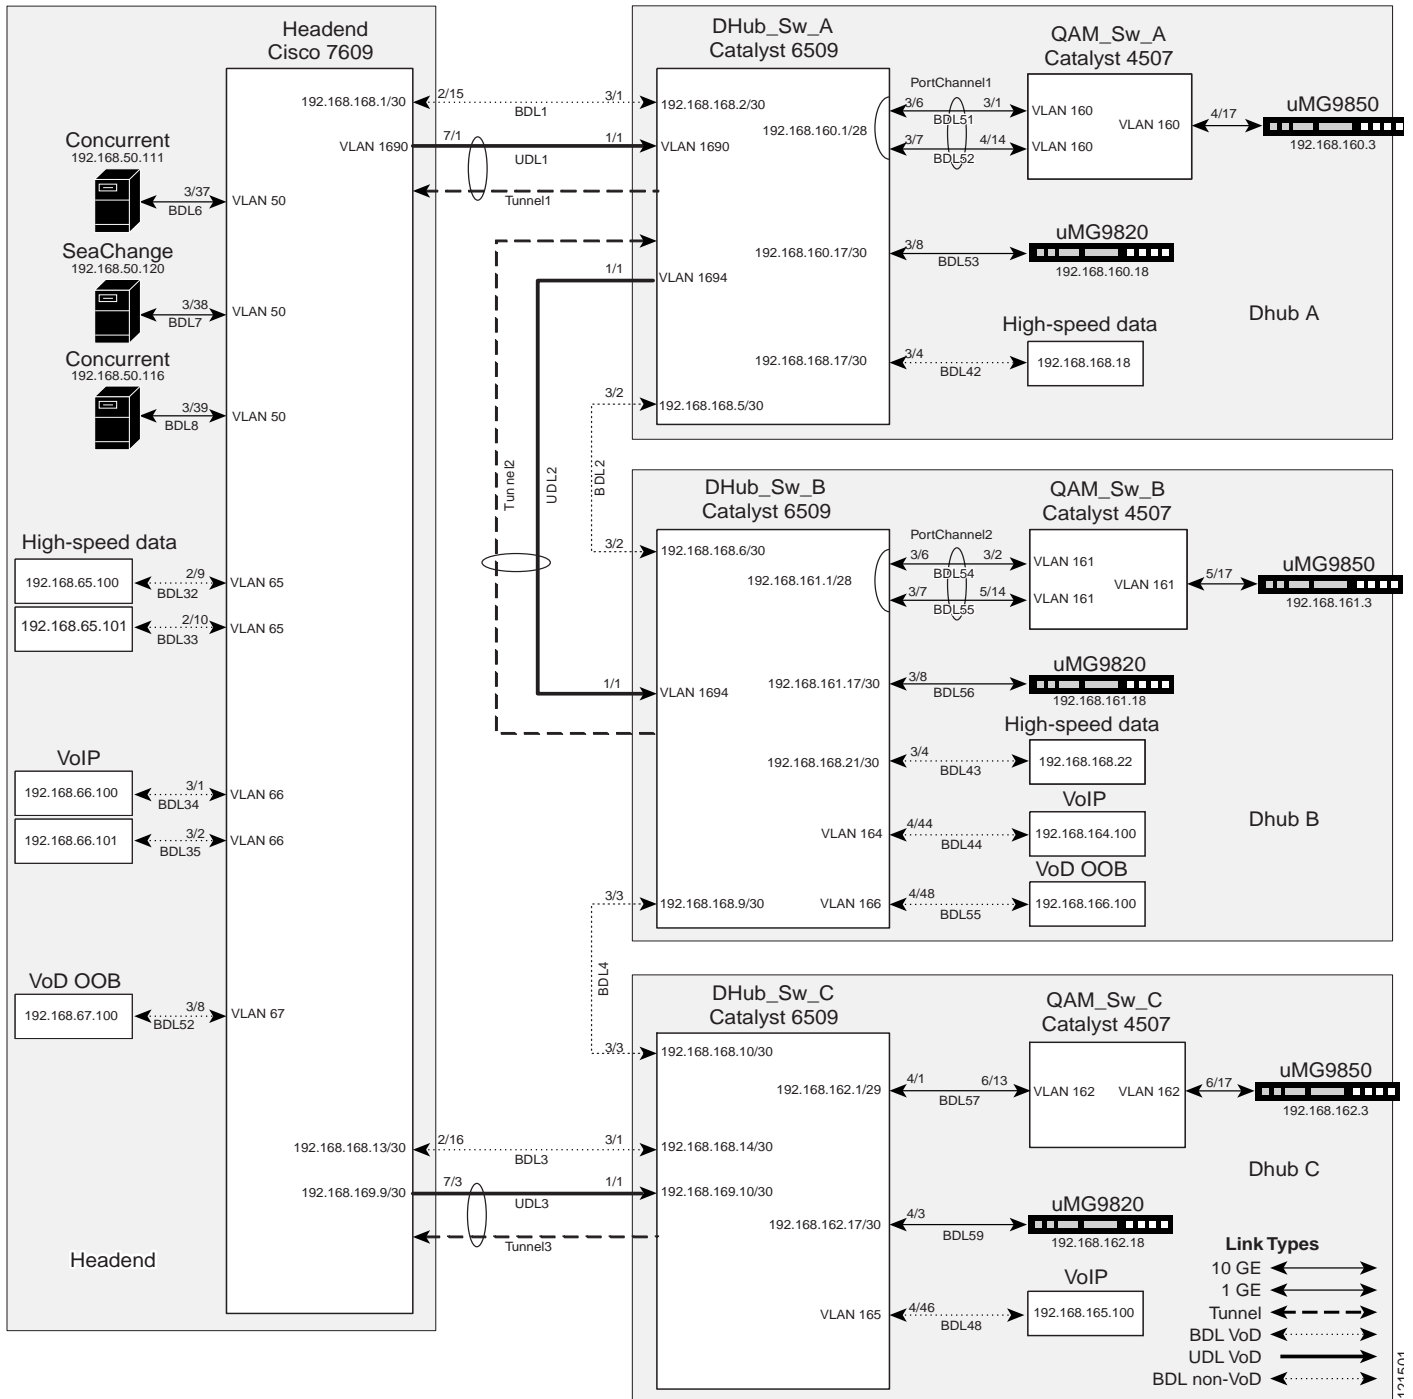 Headend
Cisco 7609
192.168.168.1/30
2/15
BDL1
3/1
VLAN 1690
7/1
UDL1
1/1
Tunnel1
Concurrent
192.168.50.111
3/37
BDL6
VLAN 50
SeaChange
192.168.50.120
3/38
BDL7
VLAN 50
Concurrent
192.168.50.116
3/39
BDL8
VLAN 50
High-speed data
192.168.65.100
2/9
BDL32
VLAN 65
192.168.65.101
2/10
BDL33
VLAN 65
VoIP
192.168.66.100
3/1
BDL34
VLAN 66
192.168.66.101
3/2
BDL35
VLAN 66
VoD OOB
192.168.67.100
3/8
BDL52
VLAN 67
192.168.168.13/30
2/16
BDL3
3/1
192.168.169.9/30
7/3
UDL3
1/1
Tunnel3
Headend
DHub_Sw_A
Catalyst 6509
192.168.168.2/30
VLAN 1690
192.168.160.1/28
PortChannel1
3/6
BDL51
3/1
3/7
BDL52
4/14
QAM_Sw_A
Catalyst 4507
VLAN 160
VLAN 160
VLAN 160
4/17
uMG9850
192.168.160.3
192.168.160.17/30
3/8
BDL53
uMG9820
192.168.160.18
1/1
VLAN 1694
High-speed data
192.168.168.17/30
3/4
BDL42
192.168.168.18
3/2
192.168.168.5/30
Dhub A
Tunnel2
UDL2
BDL2
DHub_Sw_B
Catalyst 6509
3/2
192.168.168.6/30
192.168.161.1/28
PortChannel2
3/6
BDL54
3/2
3/7
BDL55
5/14
QAM_Sw_B
Catalyst 4507
VLAN 161
VLAN 161
VLAN 161
5/17
uMG9850
192.168.161.3
1/1
VLAN 1694
192.168.161.17/30
3/8
BDL56
uMG9820
192.168.161.18
High-speed data
192.168.168.21/30
3/4
BDL43
192.168.168.22
VoIP
VLAN 164
4/44
BDL44
192.168.164.100
VoD OOB
VLAN 166
4/48
BDL55
192.168.166.100
3/3
192.168.168.9/30
Dhub B
BDL4
DHub_Sw_C
Catalyst 6509
3/3
192.168.168.10/30
192.168.162.1/29
4/1
BDL57
6/13
QAM_Sw_C
Catalyst 4507
VLAN 162
VLAN 162
6/17
uMG9850
192.168.162.3
192.168.168.14/30
192.168.169.10/30
192.168.162.17/30
4/3
BDL59
uMG9820
192.168.162.18
VoIP
VLAN 165
4/46
BDL48
192.168.165.100
Dhub C
Link Types
10 GE
1 GE
Tunnel
BDL VoD
UDL VoD
BDL non-VoD
121501